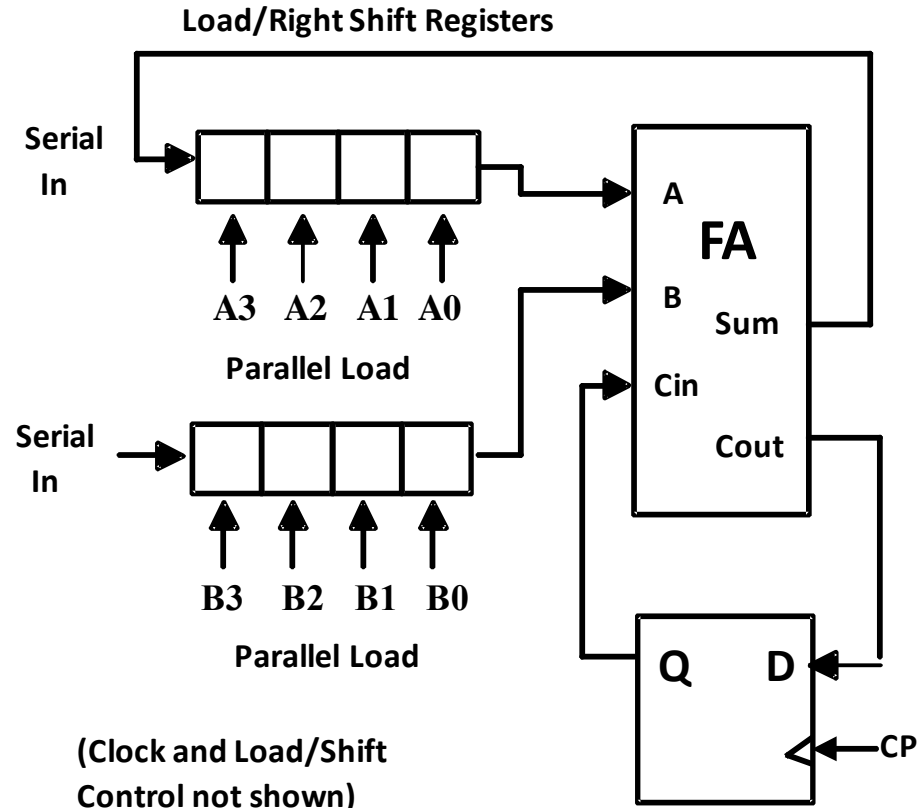 Load/Right Shift Registers
Serial
In
A3 A2 A1 A0
Parallel Load
Serial
In
B3 B2 B1 B0
Parallel Load
A
FA
B
Sum
Cin
Cout
Q D
CP
(Clock and Load/Shift
Control not shown)